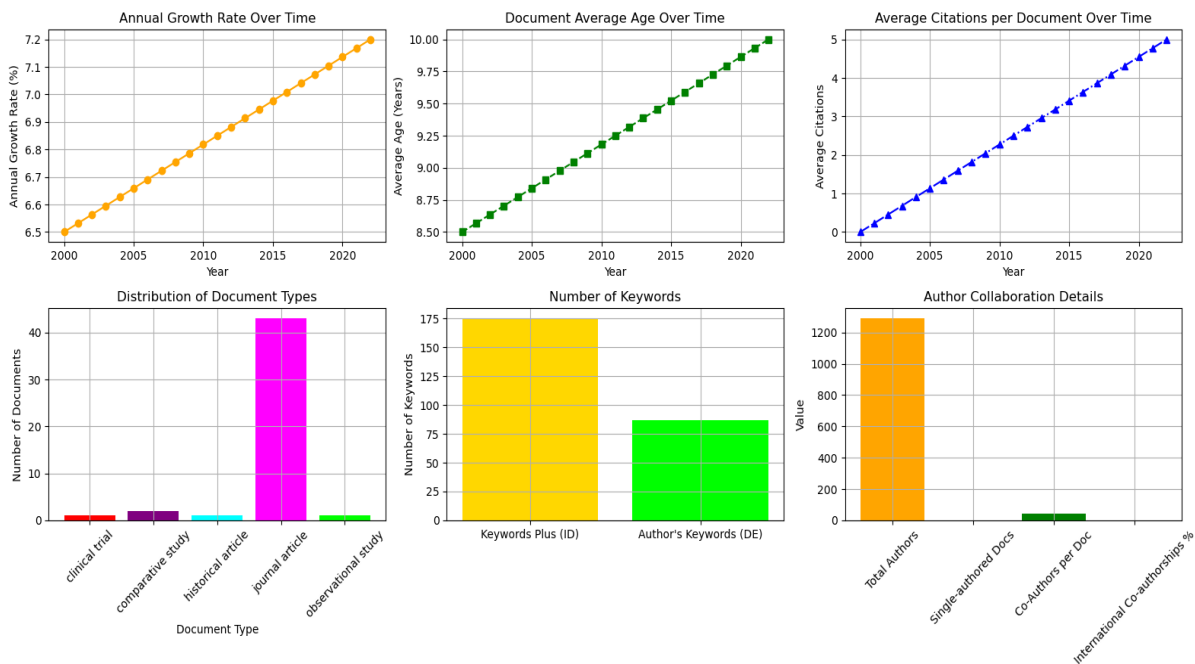 Annual Growth Rate Over Time
Annual Growth Rate (%)
7.2
7.1
7.0
6.9
6.8
6.7
6.6
6.5
2000 2005 2010 2015 2020
Year
Document Average Age Over Time
Average Age (Years)
10.00
9.75
9.50
9.25
9.00
8.75
8.50
2000 2005 2010 2015 2020
Year
Average Citations per Document Over Time
Average Citations
5
4
3
2
1
0
2000 2005 2010 2015 2020
Year
Distribution of Document Types
Number of Documents
40
30
20
10
0
clinical trial
comparative study
historical article
journal article
observational study
Document Type
Number of Keywords
Number of Keywords
175
150
125
100
75
50
25
0
Keywords Plus (ID)
Author's Keywords (DE)
Author Collaboration Details
Value
1200
1000
800
600
400
200
0
Total Authors
Single-authored Docs
Co-Authors per Doc
International Co-authorships %